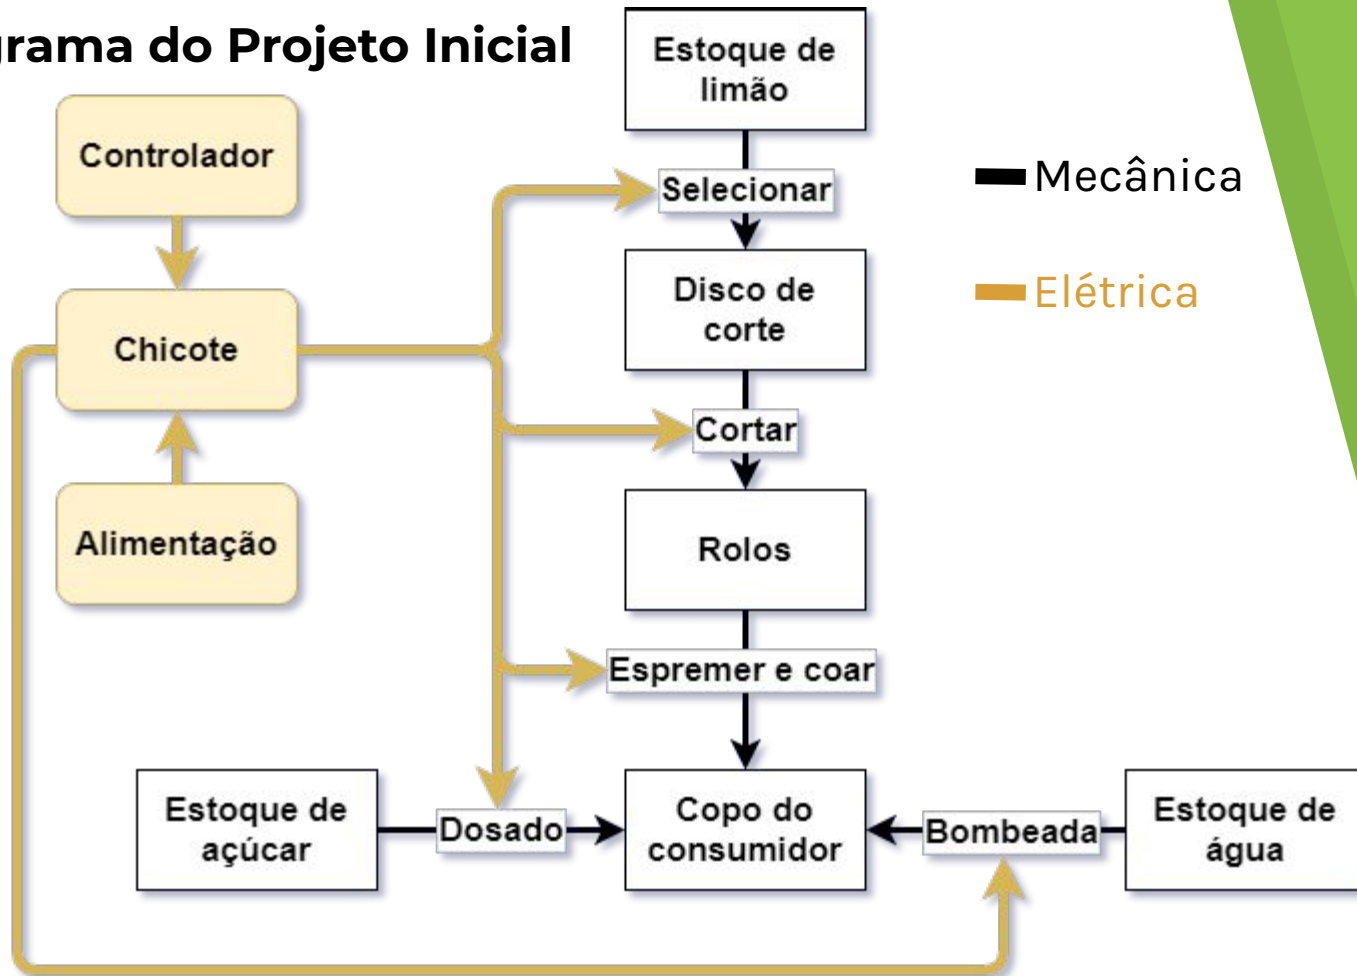 grama do Projeto Inicial
Estoque de
limão
Controlador
Selecionar
Mecânica
Disco de
corte
Elétrica
Chicote
Cortar
Alimentação
Rolos
Espremer e coar
Estoque de
açúcar
Dosado
Copo do
consumidor
Bombeada
Estoque de
água